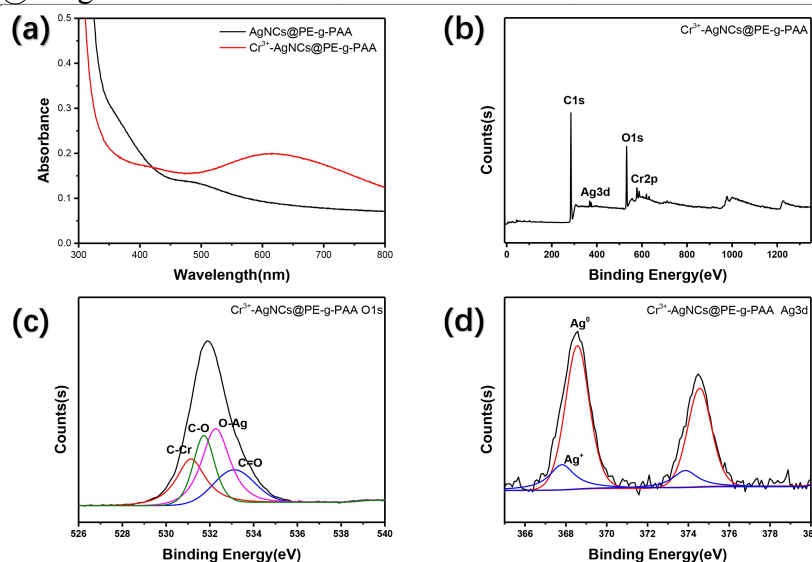 (a)
AgNCs@PE-g-PAA
Cr³⁺-AgNCs@PE-g-PAA
0.5
0.4
0.3
0.2
0.1
0.0
Absorbance
300 400 500 600 700 800
Wavelength(nm)
(b)
Cr³⁺-AgNCs@PE-g-PAA
C1s
O1s
Ag3d
Cr2p
Counts(s)
0 200 400 600 800 1000 1200
Binding Energy(eV)
(c)
Cr³⁺-AgNCs@PE-g-PAA O1s
C-Cr
C-O
O-Ag
C=O
Counts(s)
526 528 530 532 534 536 538 540
Binding Energy(eV)
(d)
Cr³⁺-AgNCs@PE-g-PAA Ag3d
Ag⁰
Ag⁺
Counts(s)
366 368 370 372 374 376 378
Binding Energy(eV)